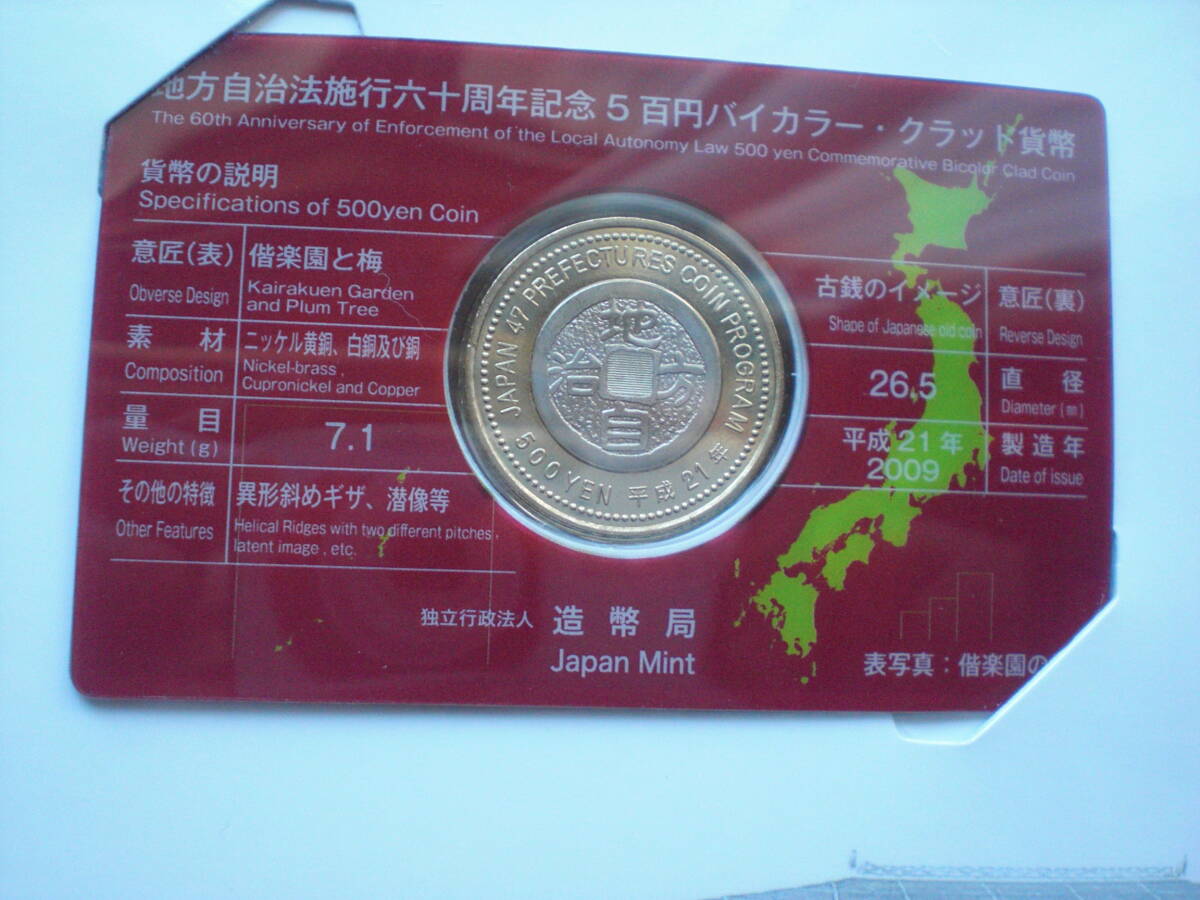 地方自治法施行六十周年記念5百円バイカラー・クラッド貨幣
The 60th Anniversary of Enforcement of the Local Autonomy Law 500 yen Commemorative Bicolor Clad Coin
貨幣の説明
Specifications of 500yen Coin
意匠(表)
Obverse Design
偕楽園と梅
Kairakuen Garden
and Plum Tree
素材
Composition
ニッケル黄銅、白銅及び銅
Nickel-brass,
Cupronickel and Copper
量目
Weight(g)
7.1
その他の特徴
Other Features
異形斜めギザ、潜像等
Helical Ridges with two different pitches,
latent image, etc.
JAPAN 47 PREFECTURES COIN PROGRAM
地方自治
500YEN 平成21年
古銭のイメージ
Shape of Japanese old coin
意匠(裏)
Reverse Design
26.5
直径
Diameter(㎜)
平成21年
2009
製造年
Date of issue
独立行政法人 造幣局
Japan Mint
表写真:偕楽園の